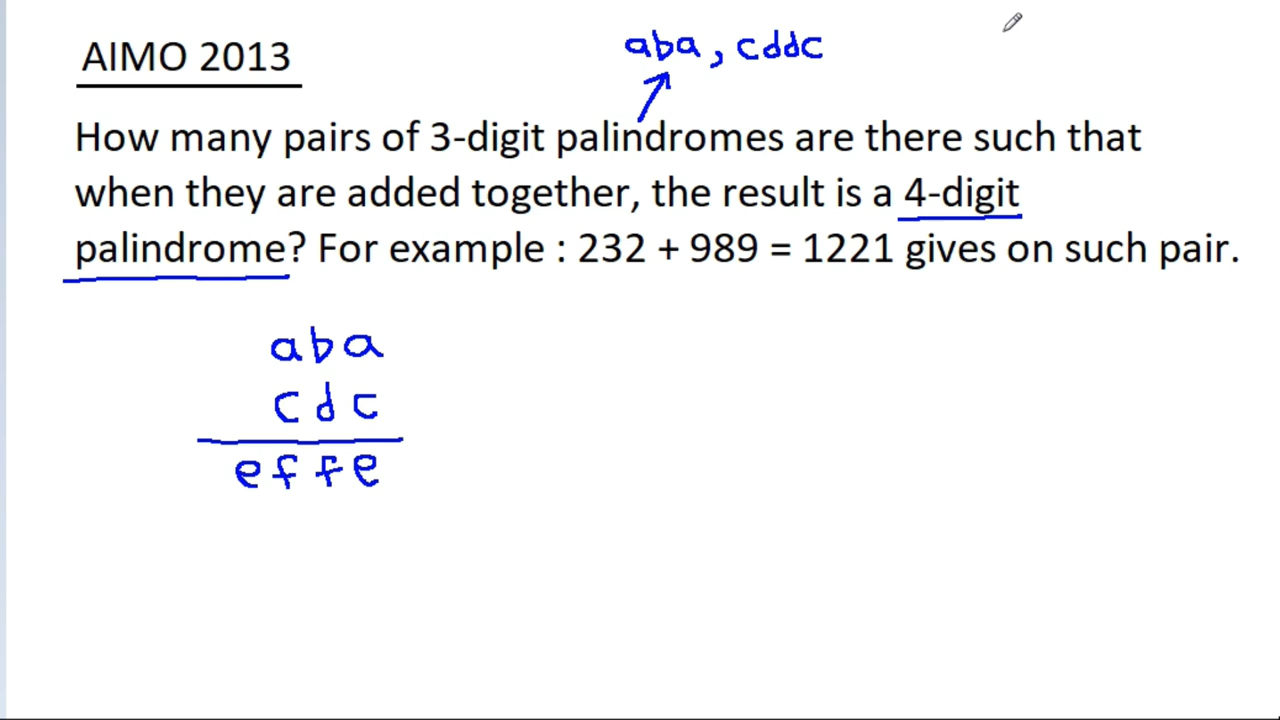 AIMO 2013
aba, cddc
How many pairs of 3-digit palindromes are there such that
when they are added together, the result is a 4-digit
palindrome? For example : 232 + 989 = 1221 gives on such pair.
aba
cdc
effe